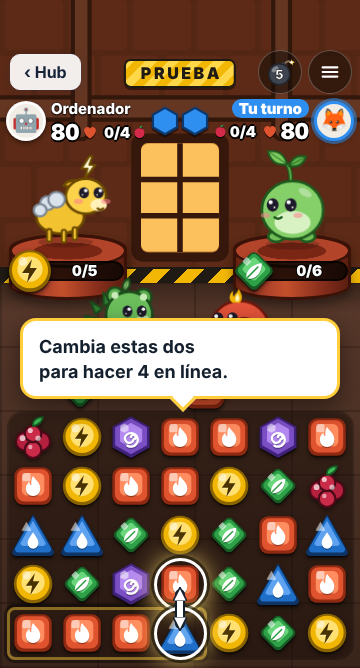 ‹ Hub
PRUEBA
5
Ordenador
Tu turno
80 0/4
0/4 80
0/5
0/6
Cambia estas dos
para hacer 4 en línea.